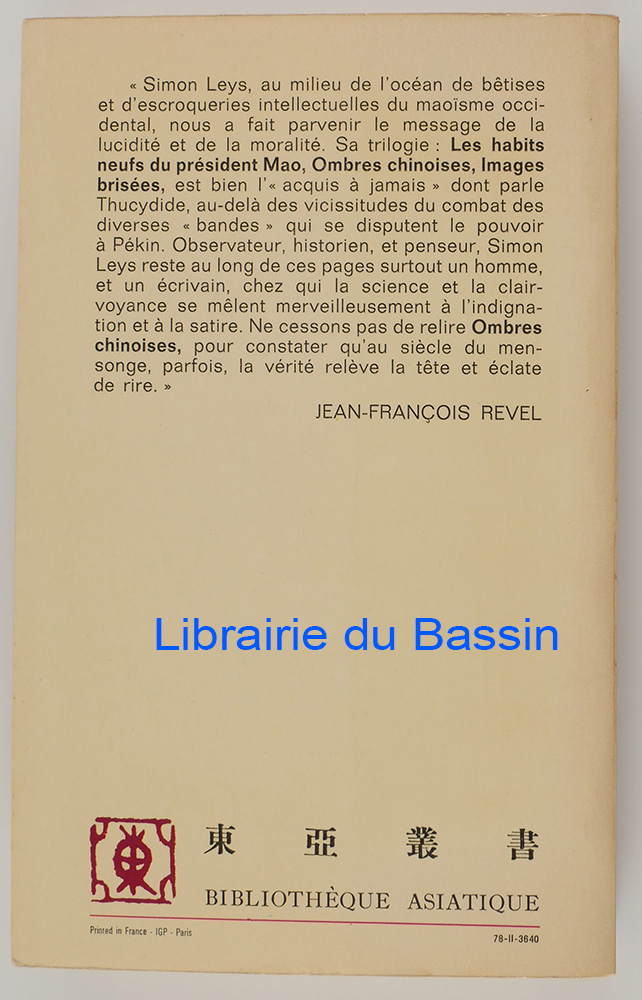 « Simon Leys, au milieu de l'océan de bêtises
et d'escroqueries intellectuelles du maoïsme occi-
dental, nous a fait parvenir le message de la
lucidité et de la moralité. Sa trilogie : Les habits
neufs du président Mao, Ombres chinoises, Images
brisées, est bien l'« acquis à jamais » dont parle
Thucydide, au-delà des vicissitudes du combat des
diverses « bandes » qui se disputent le pouvoir
à Pékin. Observateur, historien, et penseur, Simon
Leys reste au long de ces pages surtout un homme,
et un écrivain, chez qui la science et la clair-
voyance se mêlent merveilleusement à l'indigna-
tion et à la satire. Ne cessons pas de relire Ombres
chinoises, pour constater qu'au siècle du men-
songe, parfois, la vérité relève la tête et éclate
de rire. »
JEAN-FRANÇOIS REVEL
Librairie du Bassin
東亞叢書
BIBLIOTHÈQUE ASIATIQUE
Printed in France - IGP - Paris
78-II-3640